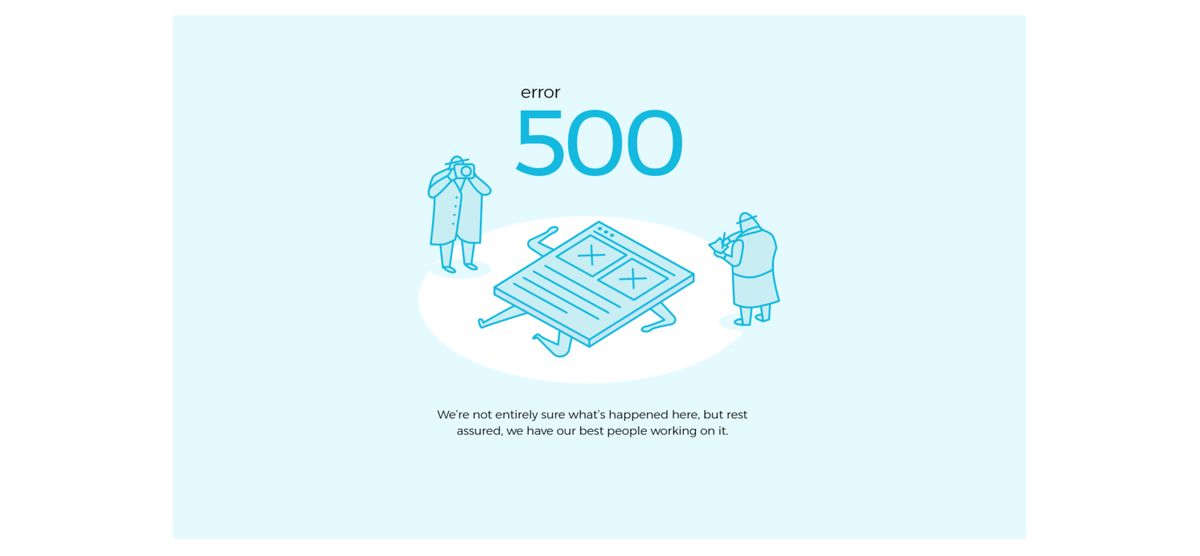 error
500
We’re not entirely sure what’s happened here, but rest
assured, we have our best people working on it.